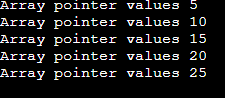 Array pointer values 5
Array pointer values 10
Array pointer values 15
Array pointer values 20
Array pointer values 25